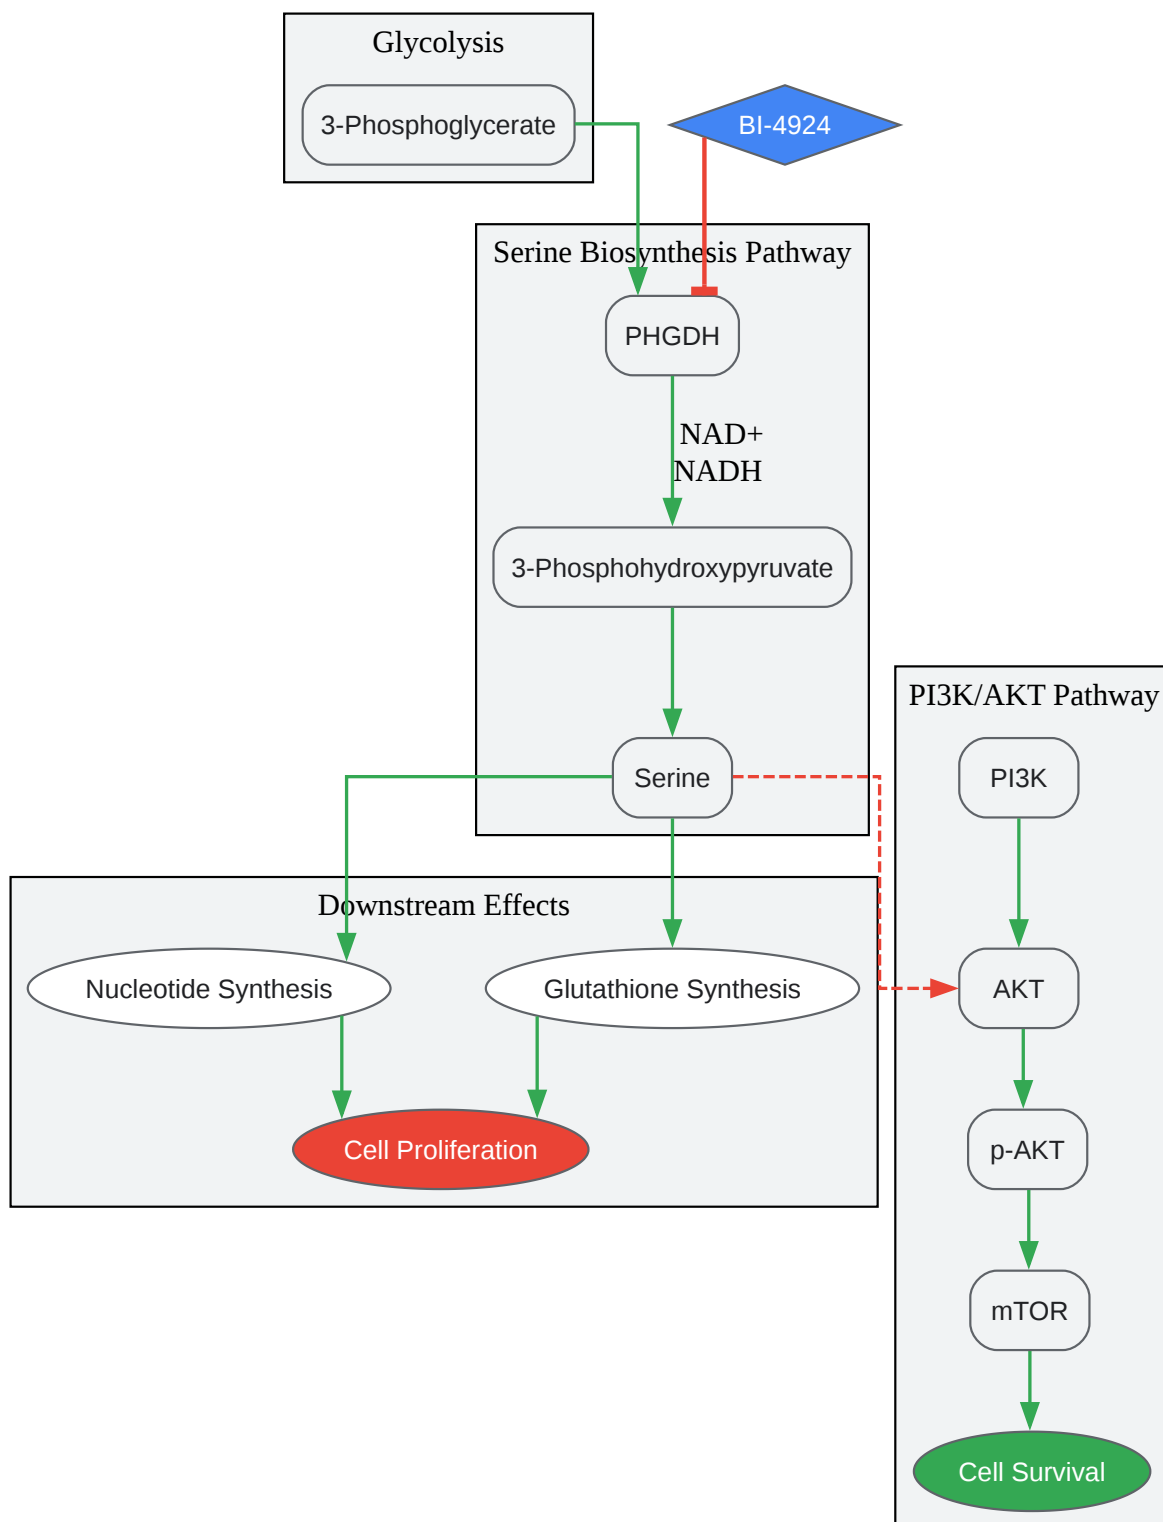 Glycolysis
3-Phosphoglycerate
BI-4924
Serine Biosynthesis Pathway
PHGDH
NAD+
NADH
3-Phosphohydroxypyruvate
Serine
PI3K/AKT Pathway
PI3K
Downstream Effects
Nucleotide Synthesis
Glutathione Synthesis
AKT
Cell Proliferation
p-AKT
mTOR
Cell Survival